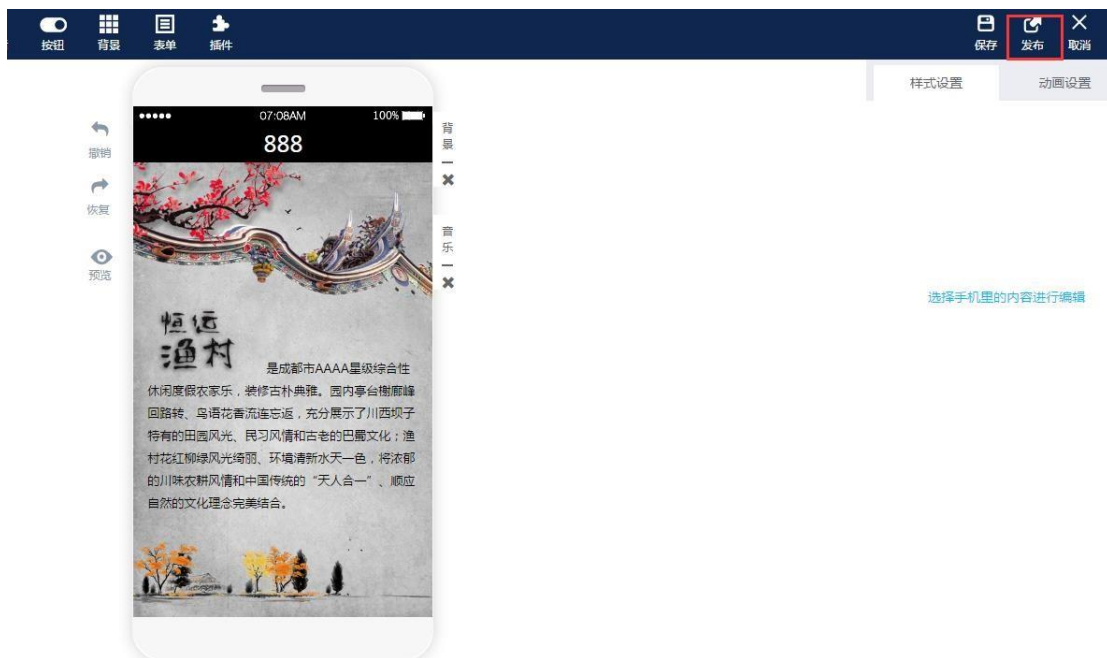 按钮 背景 表单 插件 保存 发布 取消
样式设置 动画设置
07:08AM 100%
888
撤销
恢复
预览
背景
音乐
选择手机里的内容进行编辑
恒运
渔村
是成都市AAAA星级综合性
休闲度假农家乐，装修古朴典雅。园内亭台榭廊峰
回路转、鸟语花香流连忘返，充分展示了川西坝子
特有的田园风光、民习风情和古老的巴蜀文化；渔
村花红柳绿风光绮丽、环境清新水天一色，将浓郁
的川味农耕风情和中国传统的“天人合一”、顺应
自然的文化理念完美结合。